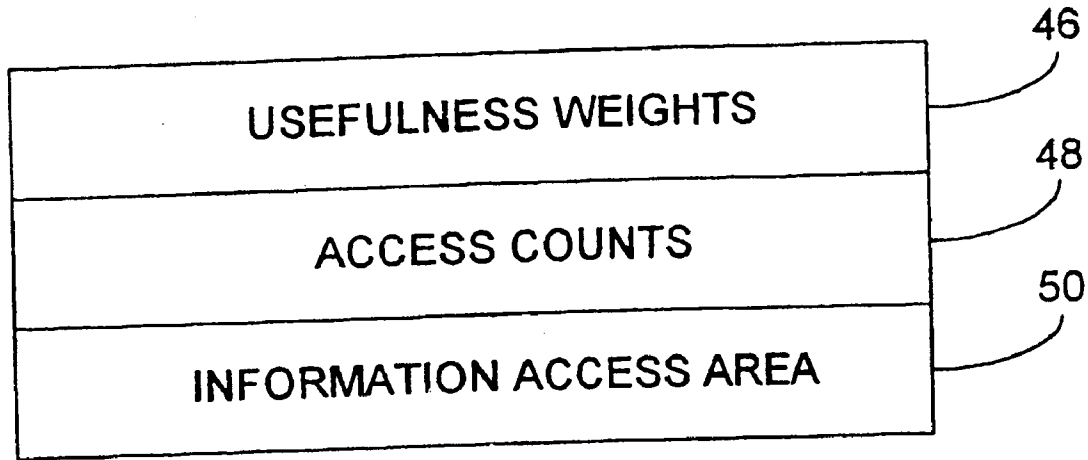 46
USEFULNESS WEIGHTS
48
ACCESS COUNTS
50
INFORMATION ACCESS AREA